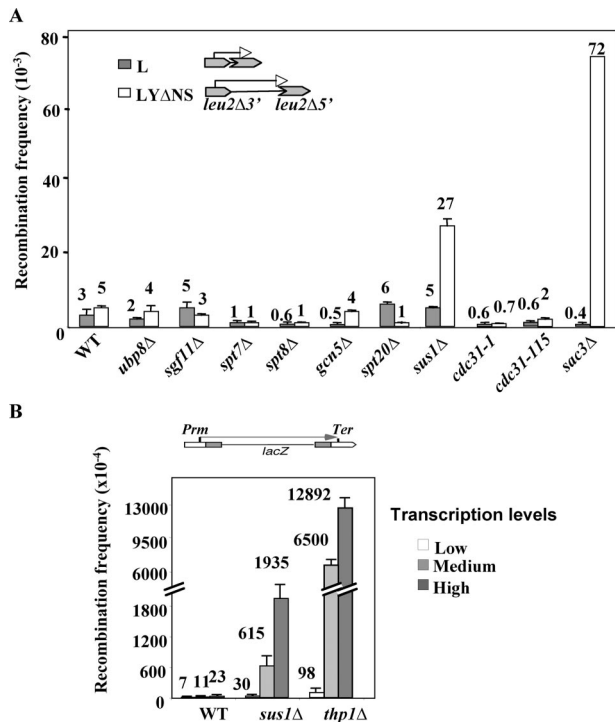 A
Recombination frequency (10-3)
80
60
40
20
0
L
LYΔNS
leu2Δ3' leu2Δ5'
3 5 2 4 5 3 1 1 0.6 1 0.5 4 6 1 5 27 0.6 0.7 0.6 2 0.4 72
WT ubp8Δ sgf11Δ spt7Δ spt8Δ gcn5Δ spt20Δ sus1Δ cdc31-1 cdc31-115 sac3Δ
B
Prm Ter
lacZ
Recombination frequency (x10-4)
13000
9500
6000
1800
1200
600
0
7 11 23 30 615 1935 98 6500 12892
WT sus1Δ thp1Δ
Transcription levels
Low
Medium
High